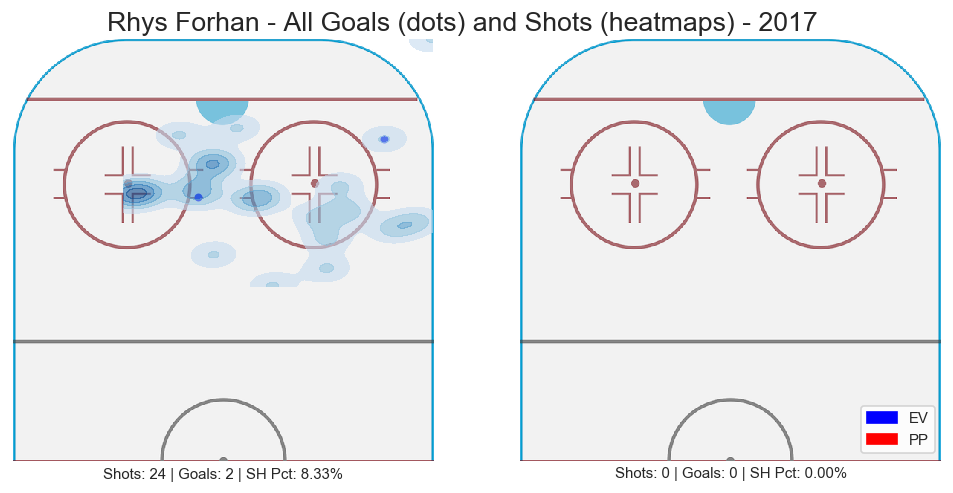 Rhys Forhan - All Goals (dots) and Shots (heatmaps) - 2017
EV
PP
Shots: 24 | Goals: 2 | SH Pct: 8.33%
Shots: 0 | Goals: 0 | SH Pct: 0.00%